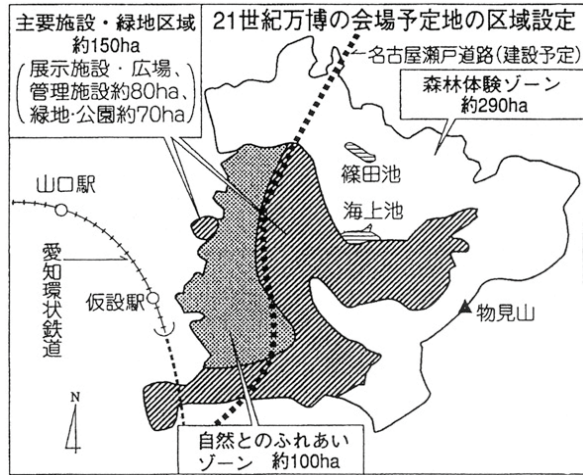 21世紀万博の会場予定地の区域設定
主要施設・緑地区域
約150ha
(展示施設・広場、
管理施設約80ha、
緑地・公園約70ha)
名古屋瀬戸道路(建設予定)
森林体験ゾーン
約290ha
篠田池
海上池
山口駅
愛知環状鉄道
仮設駅
物見山
N
自然とのふれあい
ゾーン 約100ha